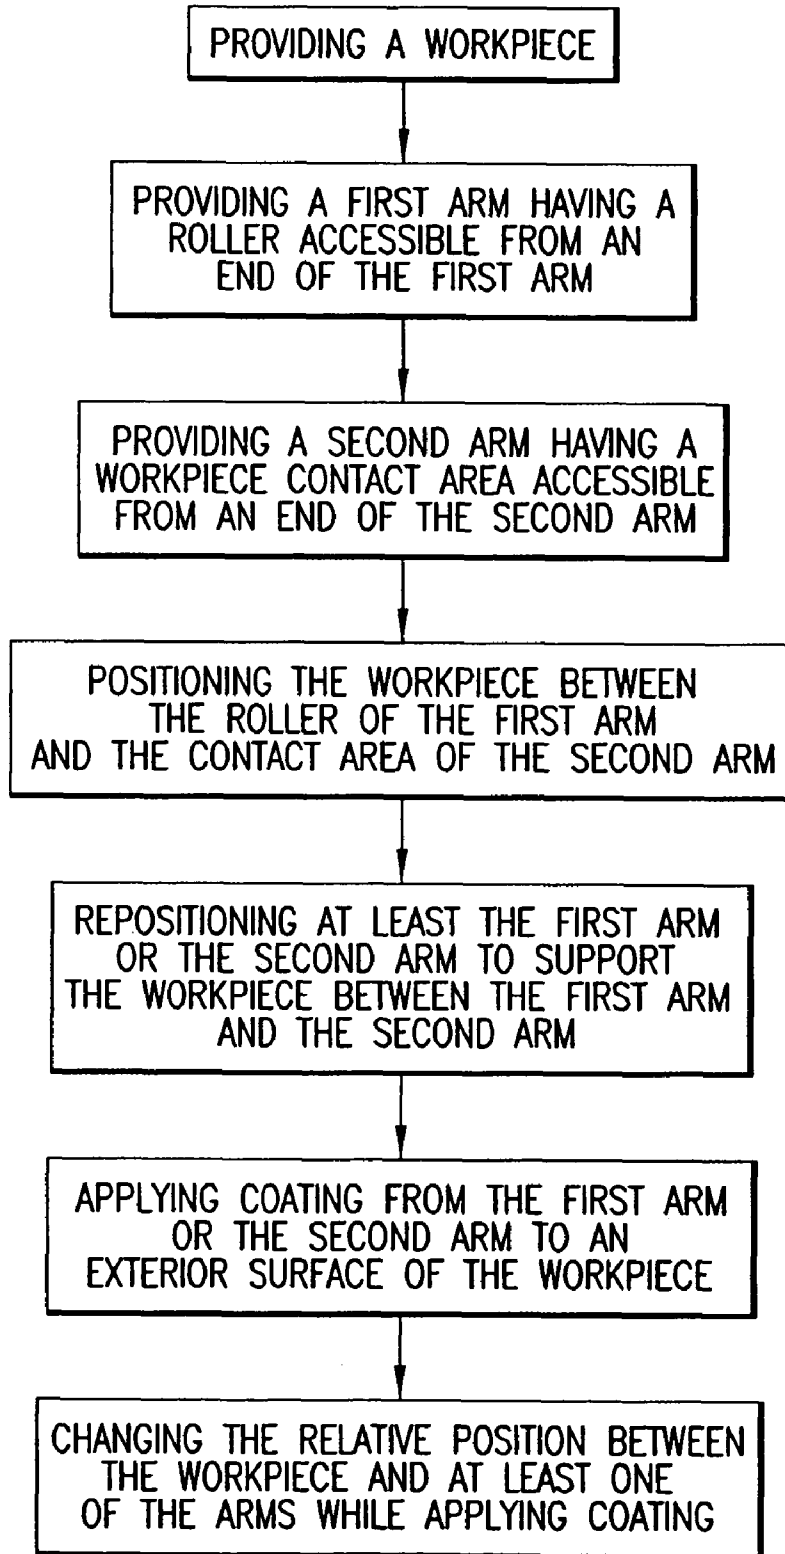 PROVIDING A WORKPIECE
PROVIDING A FIRST ARM HAVING A
ROLLER ACCESSIBLE FROM AN
END OF THE FIRST ARM
PROVIDING A SECOND ARM HAVING A
WORKPIECE CONTACT AREA ACCESSIBLE
FROM AN END OF THE SECOND ARM
POSITIONING THE WORKPIECE BETWEEN
THE ROLLER OF THE FIRST ARM
AND THE CONTACT AREA OF THE SECOND ARM
REPOSITIONING AT LEAST THE FIRST ARM
OR THE SECOND ARM TO SUPPORT
THE WORKPIECE BETWEEN THE FIRST ARM
AND THE SECOND ARM
APPLYING COATING FROM THE FIRST ARM
OR THE SECOND ARM TO AN
EXTERIOR SURFACE OF THE WORKPIECE
CHANGING THE RELATIVE POSITION BETWEEN
THE WORKPIECE AND AT LEAST ONE
OF THE ARMS WHILE APPLYING COATING